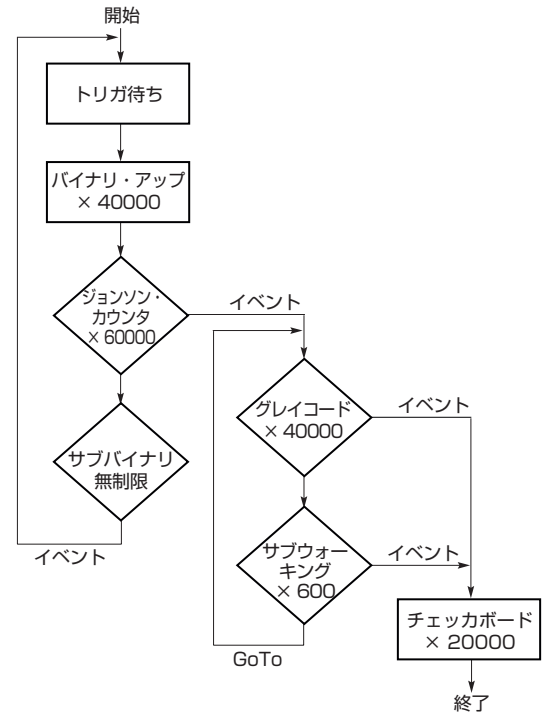 開始
トリガ待ち
バイナリ・アップ
× 40000
ジョンソン・
カウンタ
× 60000
イベント
グレイコード
× 40000
イベント
サブバイナリ
無制限
イベント
サブウォー
キング
× 600
イベント
GoTo
チェッカボード
× 20000
終了